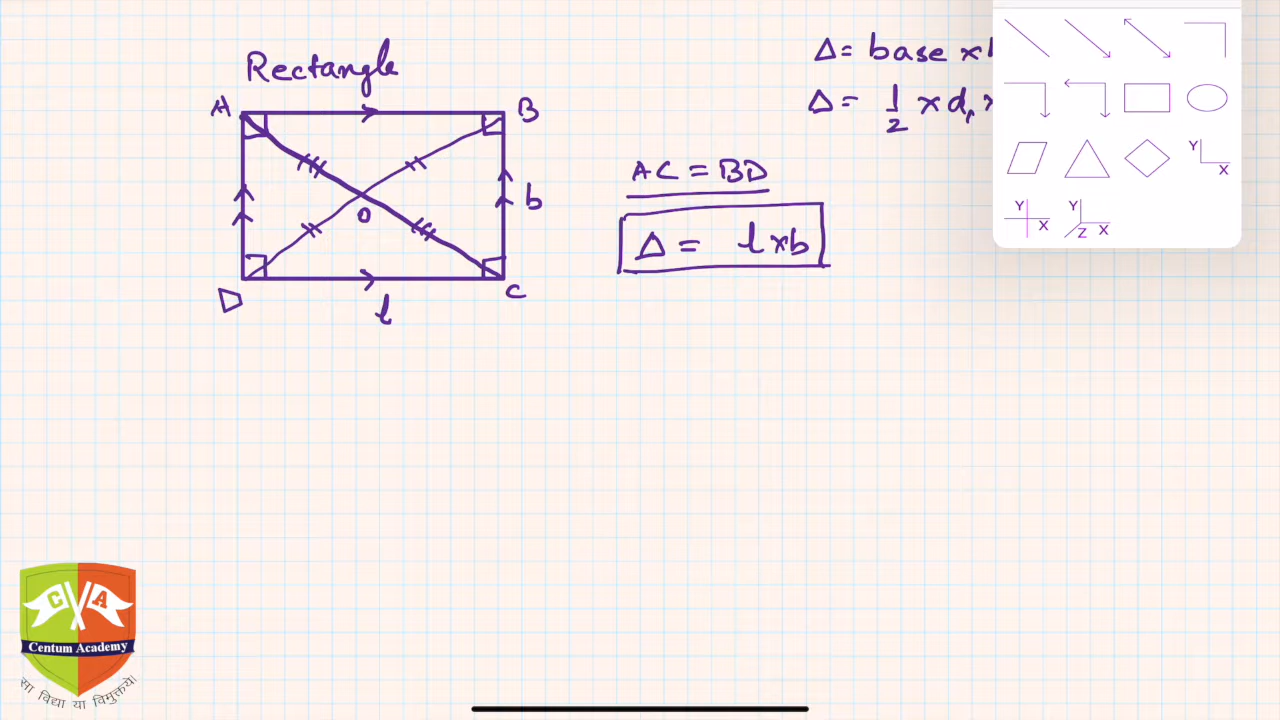 Rectangle
A
B
O
b
D
C
l
AC = BD
Δ = l × b
Δ = base ×
Δ = 1/2 × d₁ ×
Y
X
Y
X
Y
Z X
C A
Centum Academy
सा विद्या या विमुक्तये।